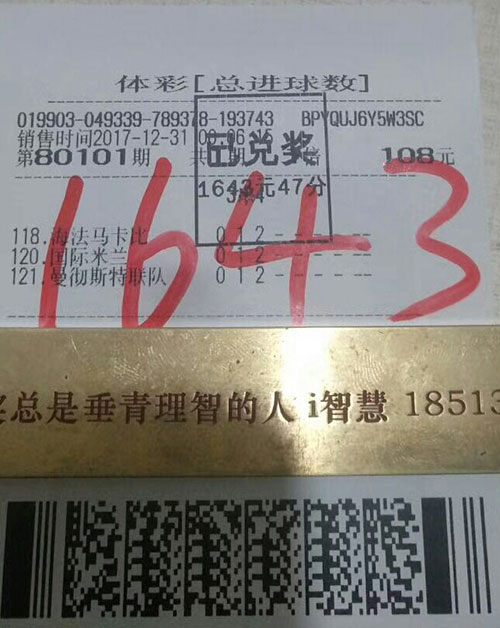 体彩[总进球数]
019903-049339-789378-193743 BPYQUJ6Y5W3SC
销售时间2017-12-31
第80101期 共 期 倍 108元
已兑奖
1643元47分
1643
118.海法马卡比 0 1 2 - - - - -
120.国际米兰 0 1 2 - - - - -
121.曼彻斯特联队 0 1 2 - - - - -
总是垂青理智的人 i智慧 18513